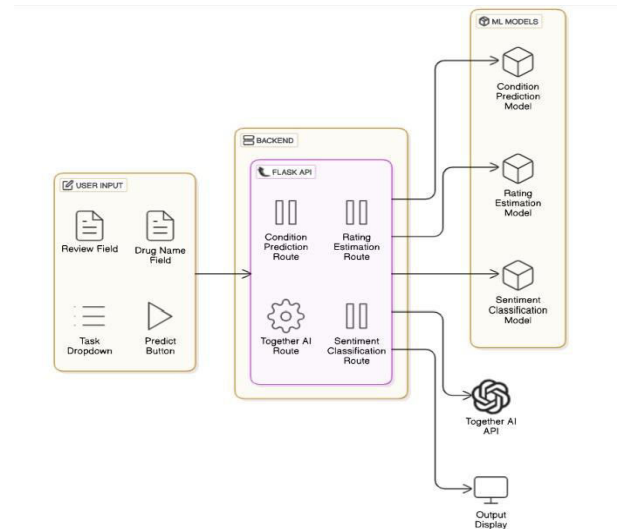 ML MODELS
Condition
Prediction
Model
BACKEND
FLASK API
USER INPUT
Review Field
Drug Name
Field
Condition
Prediction
Route
Rating
Estimation
Route
Rating
Estimation
Model
Task
Dropdown
Predict
Button
Together AI
Route
Sentiment
Classification
Route
Sentiment
Classification
Model
Together AI
API
Output
Display